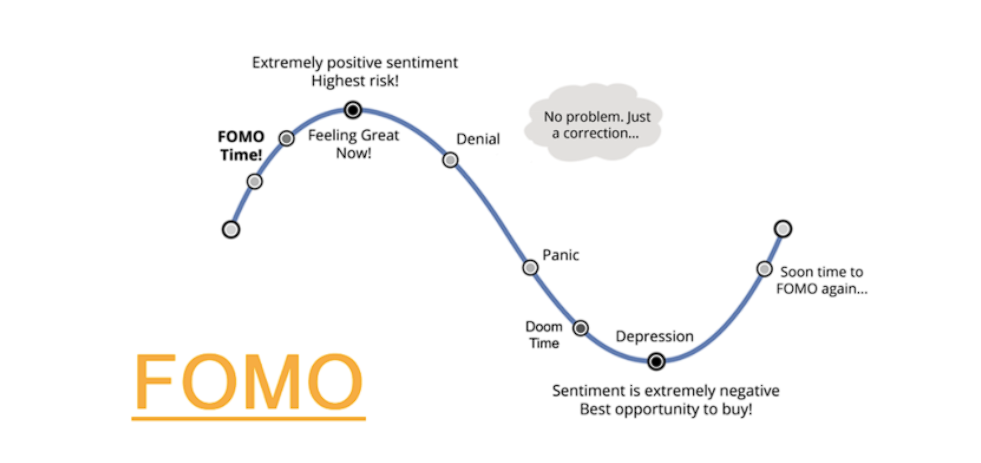 Extremely positive sentiment
Highest risk!
FOMO
Time!
Feeling Great
Now!
Denial
No problem. Just
a correction...
Panic
Doom
Time
Depression
Soon time to
FOMO again...
Sentiment is extremely negative
Best opportunity to buy!
FOMO